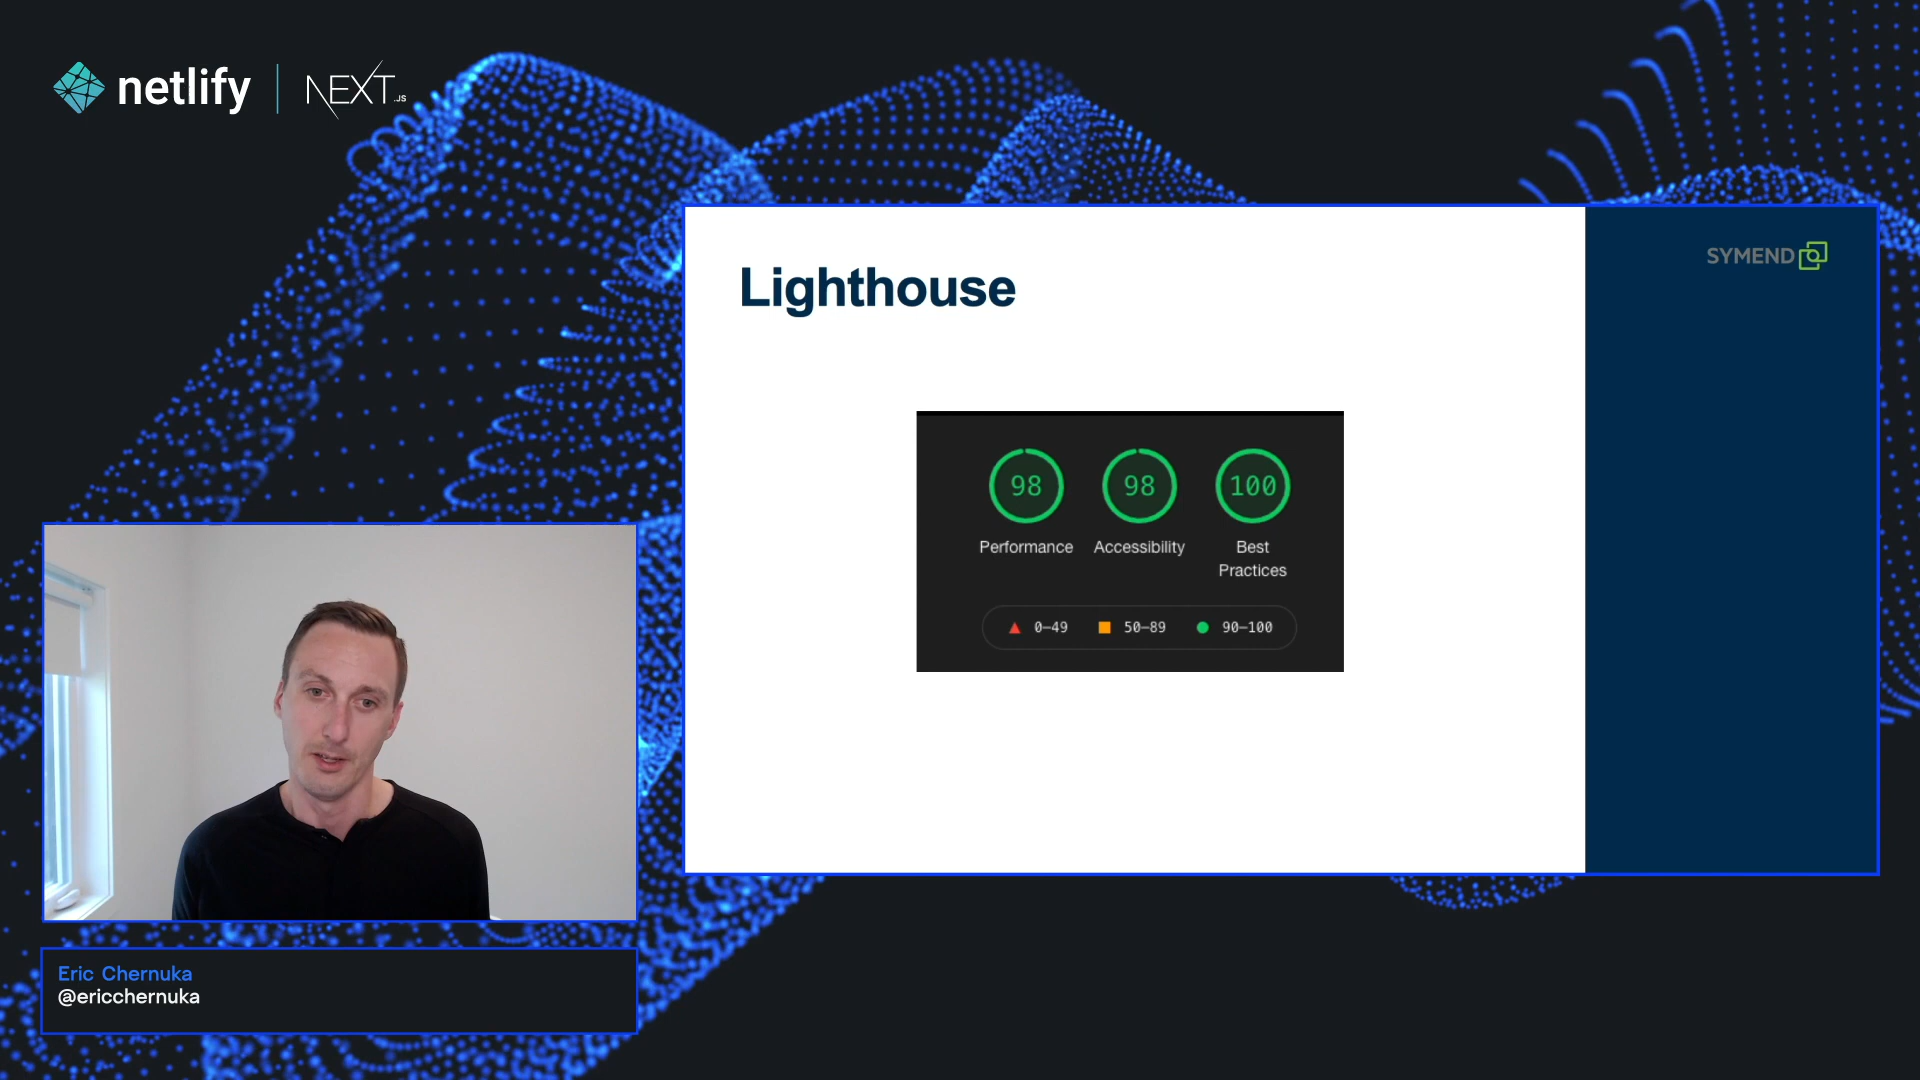 netlify
NEXT.JS
SYMEND
Lighthouse
98
98
100
Performance
Accessibility
Best
Practices
0–49
50–89
90–100
Eric Chernuka
@ericchernuka